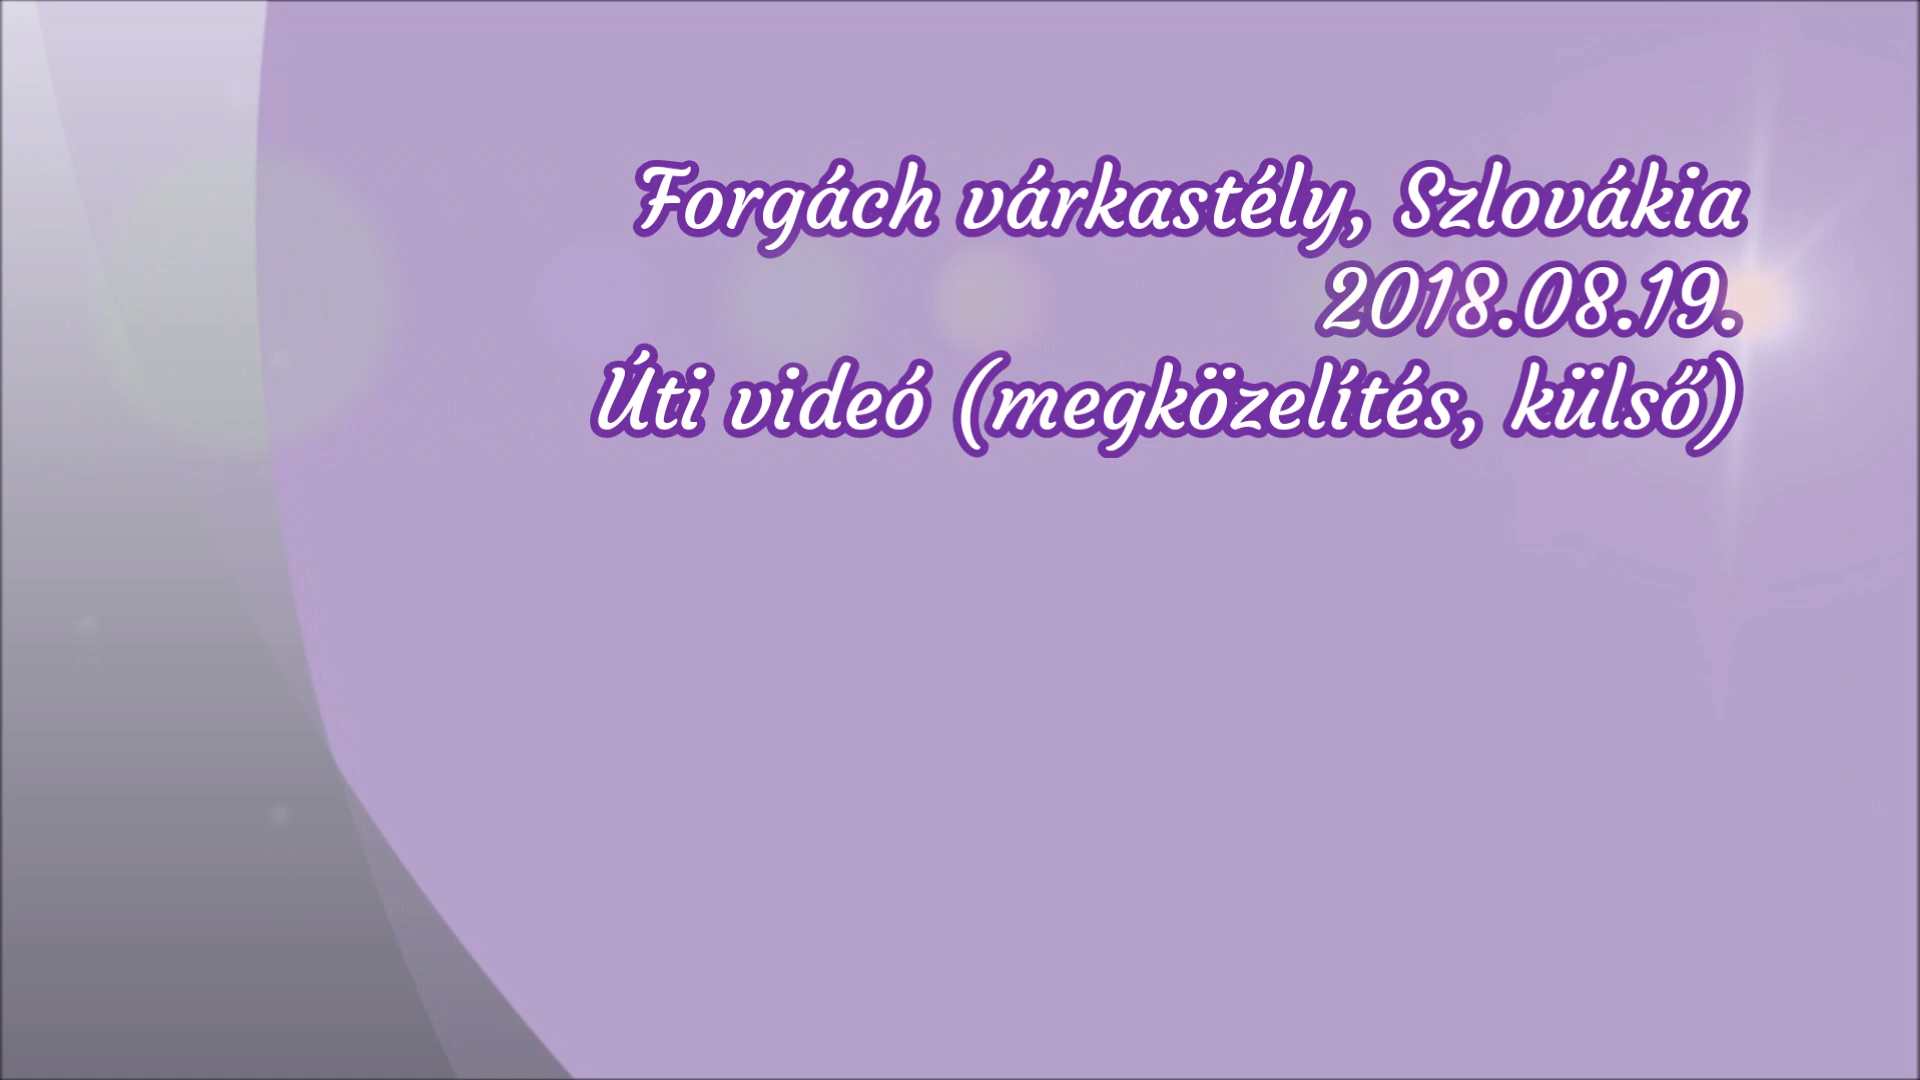 Forgách várkastély, Szlovákia
2018.08.19.
Úti videó (megközelítés, külső)